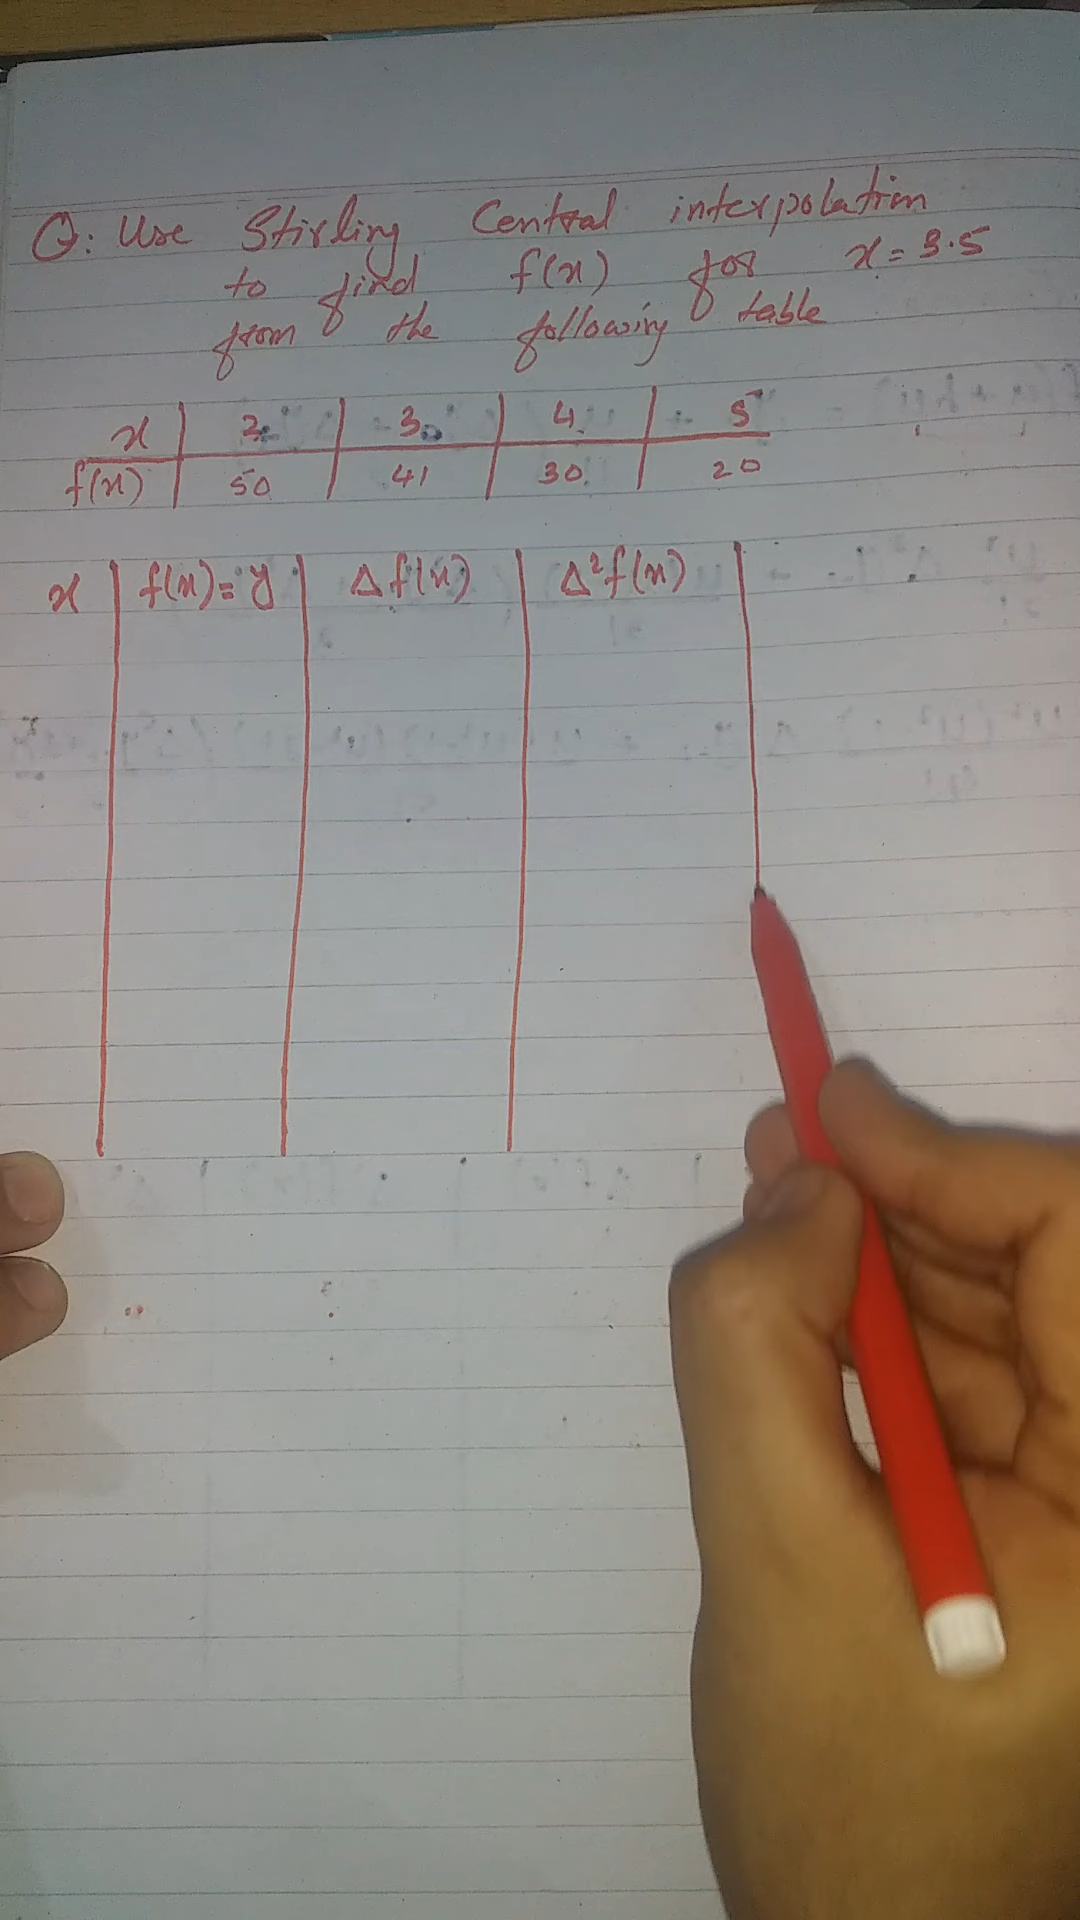 Q: Use Stirling Central interpolation
to find f(x) for x = 3.5
from the following table
x | 2 | 3 | 4 | 5
f(x) | 50 | 41 | 30 | 20
x | f(x) = y | Δf(x) | Δ²f(x) |